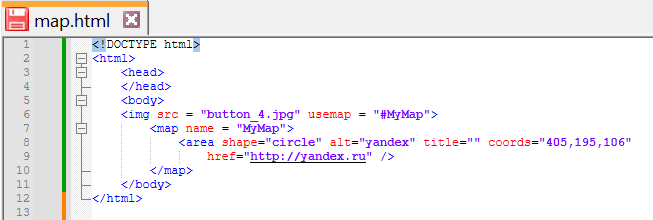 map.html
1 <!DOCTYPE html>
2 <html>
3 <head>
4 </head>
5 <body>
6 <img src = "button_4.jpg" usemap = "#MyMap">
7 <map name = "MyMap">
8 <area shape="circle" alt="yandex" title="" coords="405,195,106"
9 href="http://yandex.ru" />
10 </map>
11 </body>
12 </html>
13